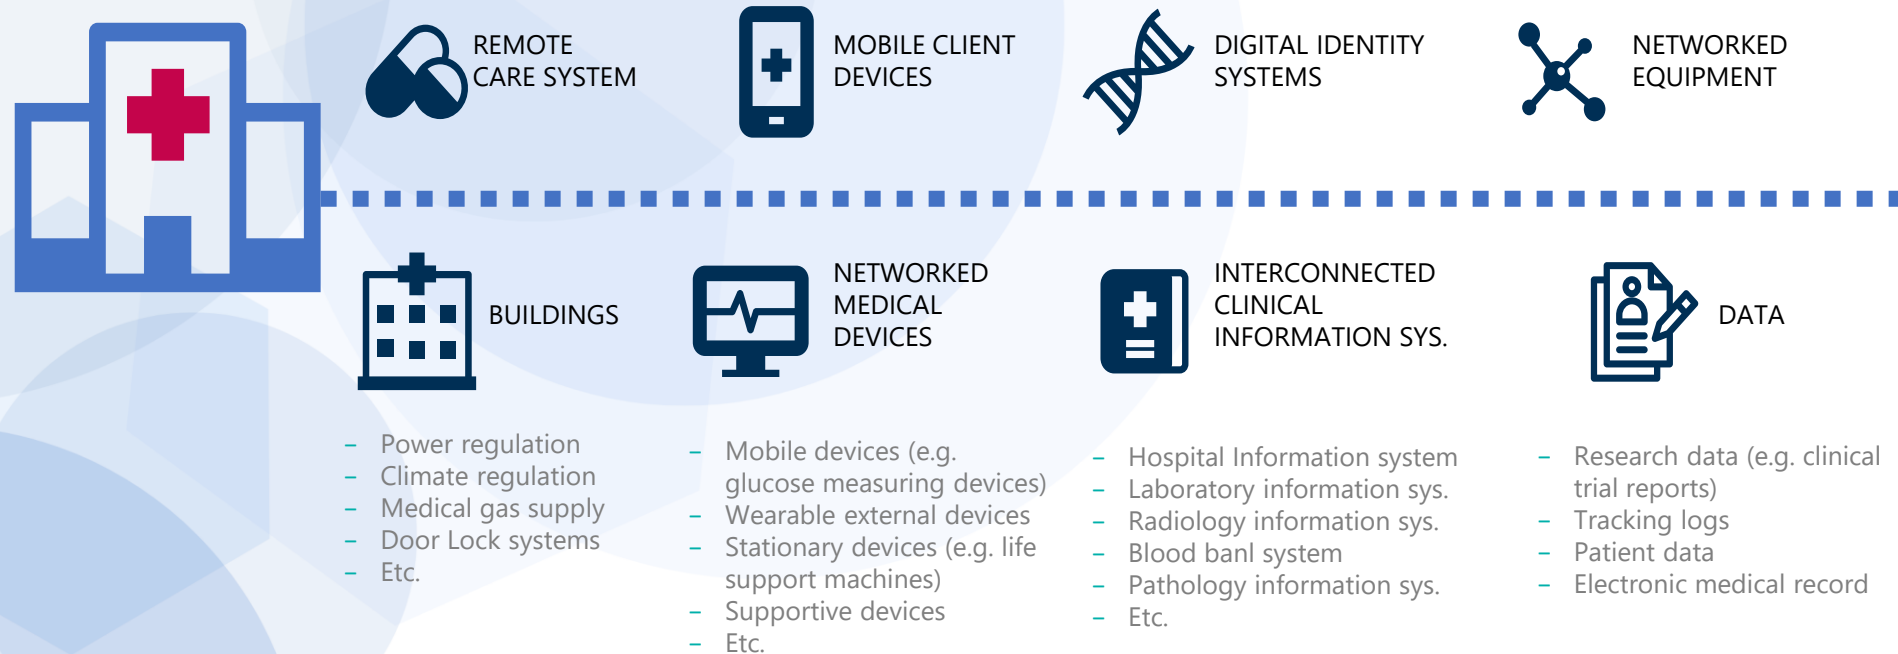 REMOTE
CARE SYSTEM
MOBILE CLIENT
DEVICES
DIGITAL IDENTITY
SYSTEMS
NETWORKED
EQUIPMENT
BUILDINGS
– Power regulation
– Climate regulation
– Medical gas supply
– Door Lock systems
– Etc.
NETWORKED
MEDICAL
DEVICES
– Mobile devices (e.g.
glucose measuring devices)
– Wearable external devices
– Stationary devices (e.g. life
support machines)
– Supportive devices
– Etc.
INTERCONNECTED
CLINICAL
INFORMATION SYS.
– Hospital Information system
– Laboratory information sys.
– Radiology information sys.
– Blood banl system
– Pathology information sys.
– Etc.
DATA
– Research data (e.g. clinical
trial reports)
– Tracking logs
– Patient data
– Electronic medical record